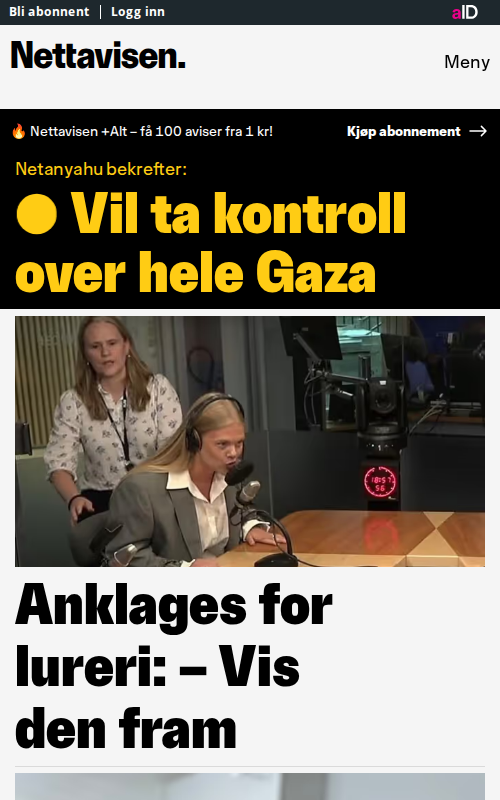 Bli abonnent | Logg inn
aID
Nettavisen.
Meny
🔥 Nettavisen +Alt – få 100 aviser fra 1 kr!
Kjøp abonnement →
Netanyahu bekrefter:
Vil ta kontroll
over hele Gaza
18:57
56
Anklages for
lureri: – Vis
den fram